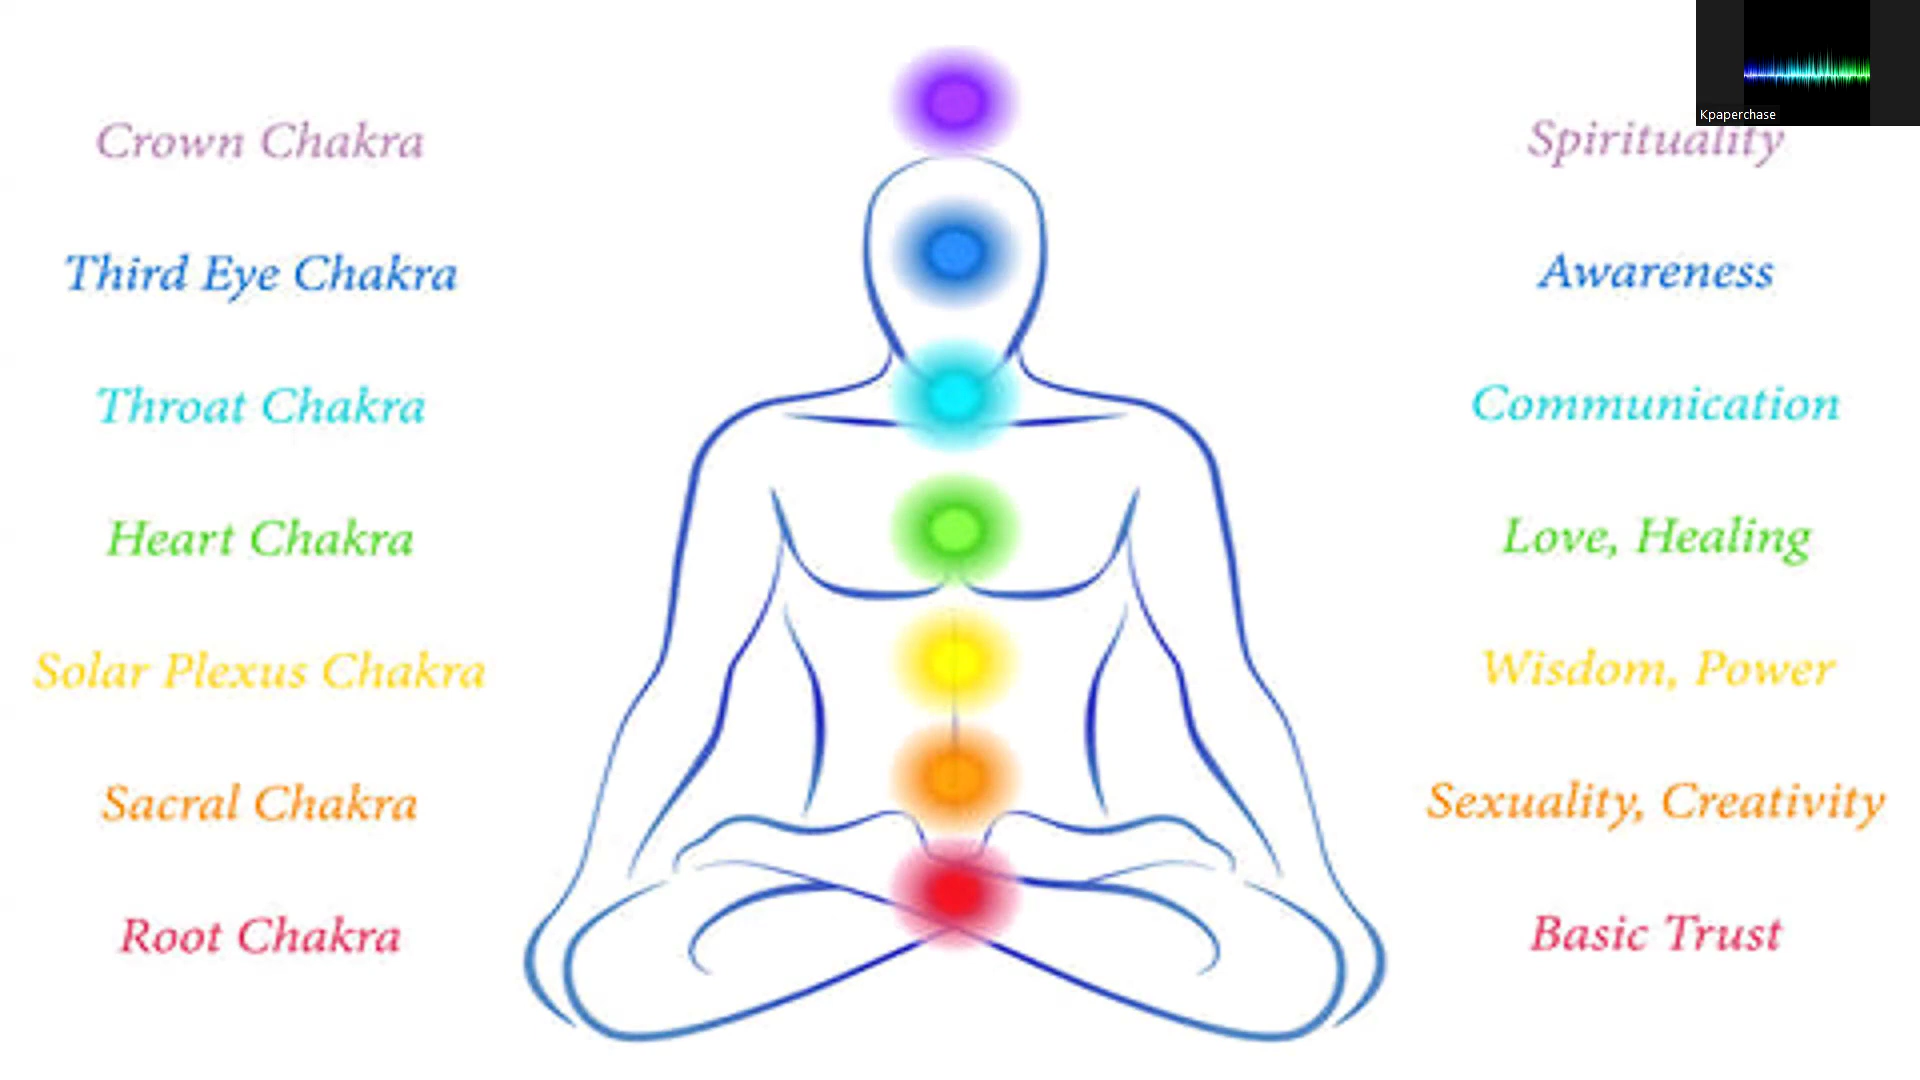 Kpaperchase
Crown Chakra
Spirituality
Third Eye Chakra
Awareness
Throat Chakra
Communication
Heart Chakra
Love, Healing
Solar Plexus Chakra
Wisdom, Power
Sacral Chakra
Sexuality, Creativity
Root Chakra
Basic Trust